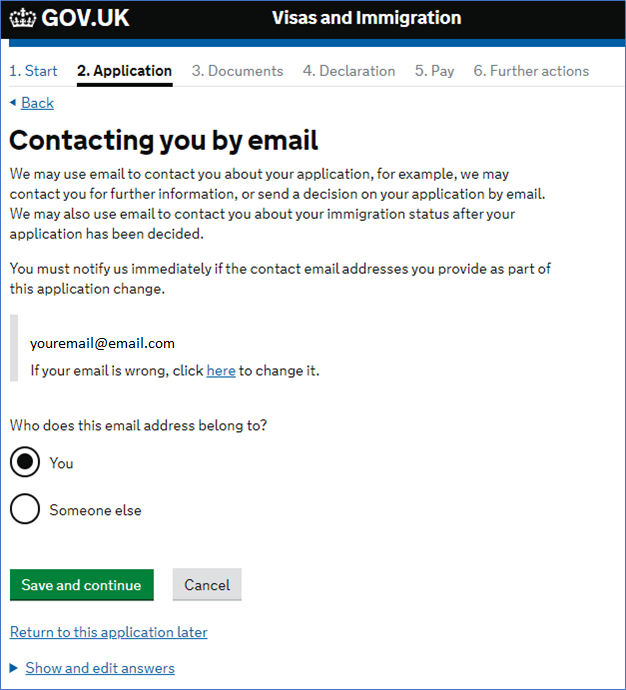 GOV.UK
Visas and Immigration
1. Start 2. Application 3. Documents 4. Declaration 5. Pay 6. Further actions
Back
Contacting you by email
We may use email to contact you about your application, for example, we may
contact you for further information, or send a decision on your application by email.
We may also use email to contact you about your immigration status after your
application has been decided.
You must notify us immediately if the contact email addresses you provide as part of
this application change.
youremail@email.com
If your email is wrong, click here to change it.
Who does this email address belong to?
You
Someone else
Save and continue Cancel
Return to this application later
Show and edit answers